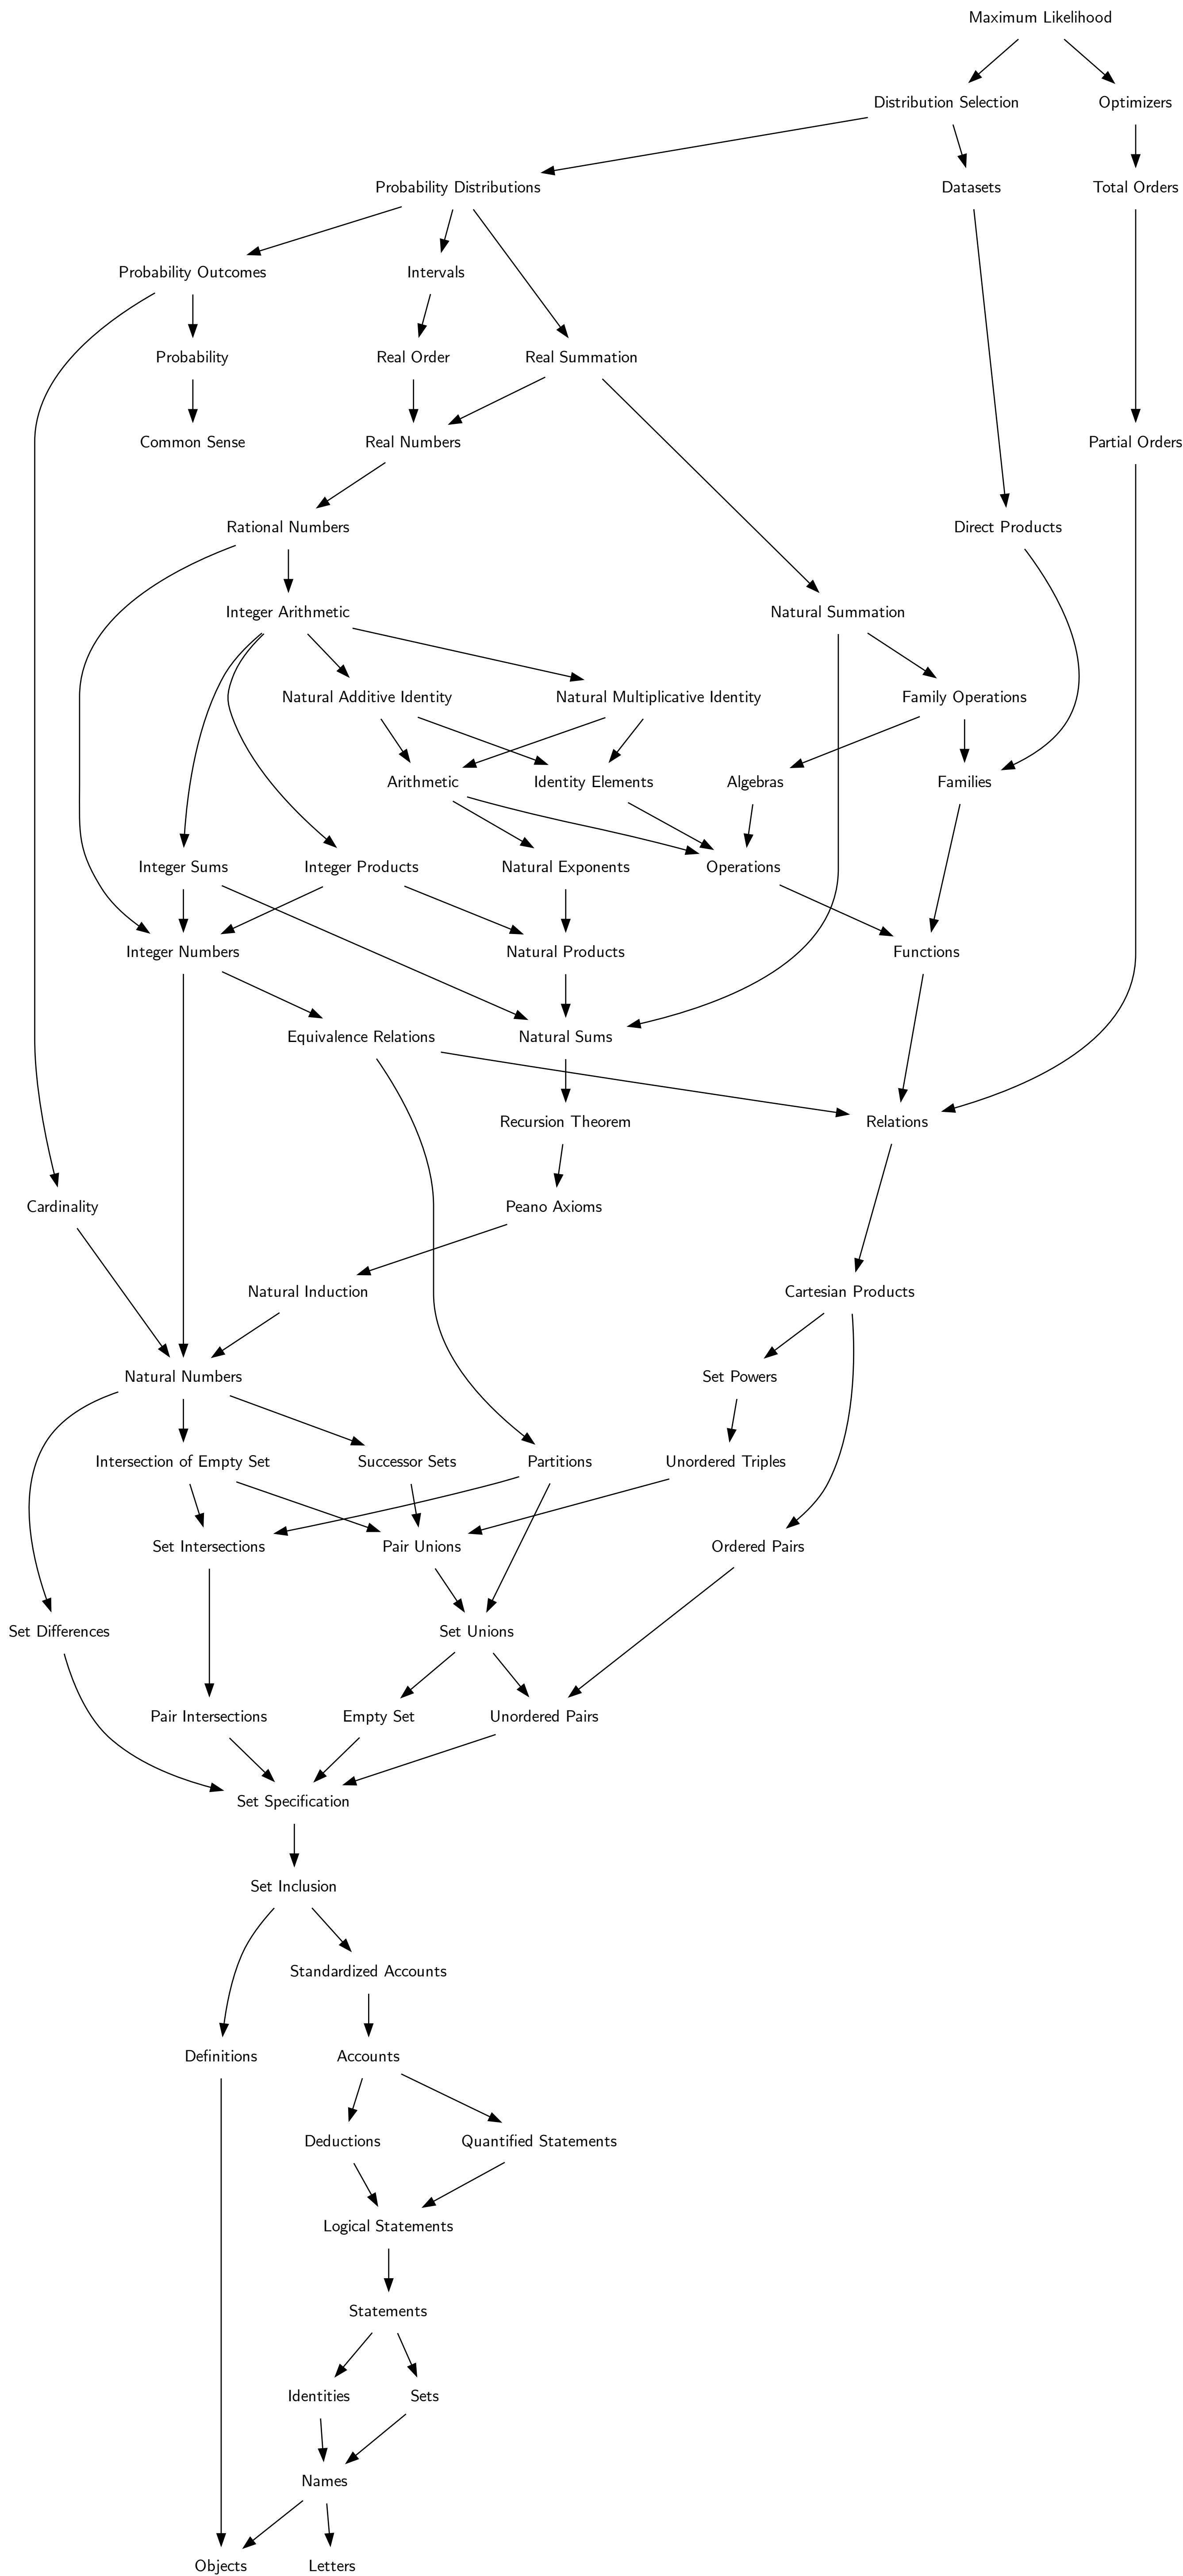 Maximum Likelihood
Distribution Selection
Optimizers
Probability Distributions
Datasets
Total Orders
Probability Outcomes
Intervals
Probability
Real Order
Real Summation
Common Sense
Real Numbers
Partial Orders
Rational Numbers
Direct Products
Integer Arithmetic
Natural Summation
Natural Additive Identity
Natural Multiplicative Identity
Family Operations
Arithmetic
Identity Elements
Algebras
Families
Integer Sums
Integer Products
Natural Exponents
Operations
Integer Numbers
Natural Products
Functions
Equivalence Relations
Natural Sums
Recursion Theorem
Relations
Cardinality
Peano Axioms
Natural Induction
Cartesian Products
Natural Numbers
Set Powers
Intersection of Empty Set
Successor Sets
Partitions
Unordered Triples
Set Intersections
Pair Unions
Ordered Pairs
Set Differences
Set Unions
Pair Intersections
Empty Set
Unordered Pairs
Set Specification
Set Inclusion
Standardized Accounts
Definitions
Accounts
Deductions
Quantified Statements
Logical Statements
Statements
Identities
Sets
Names
Objects
Letters